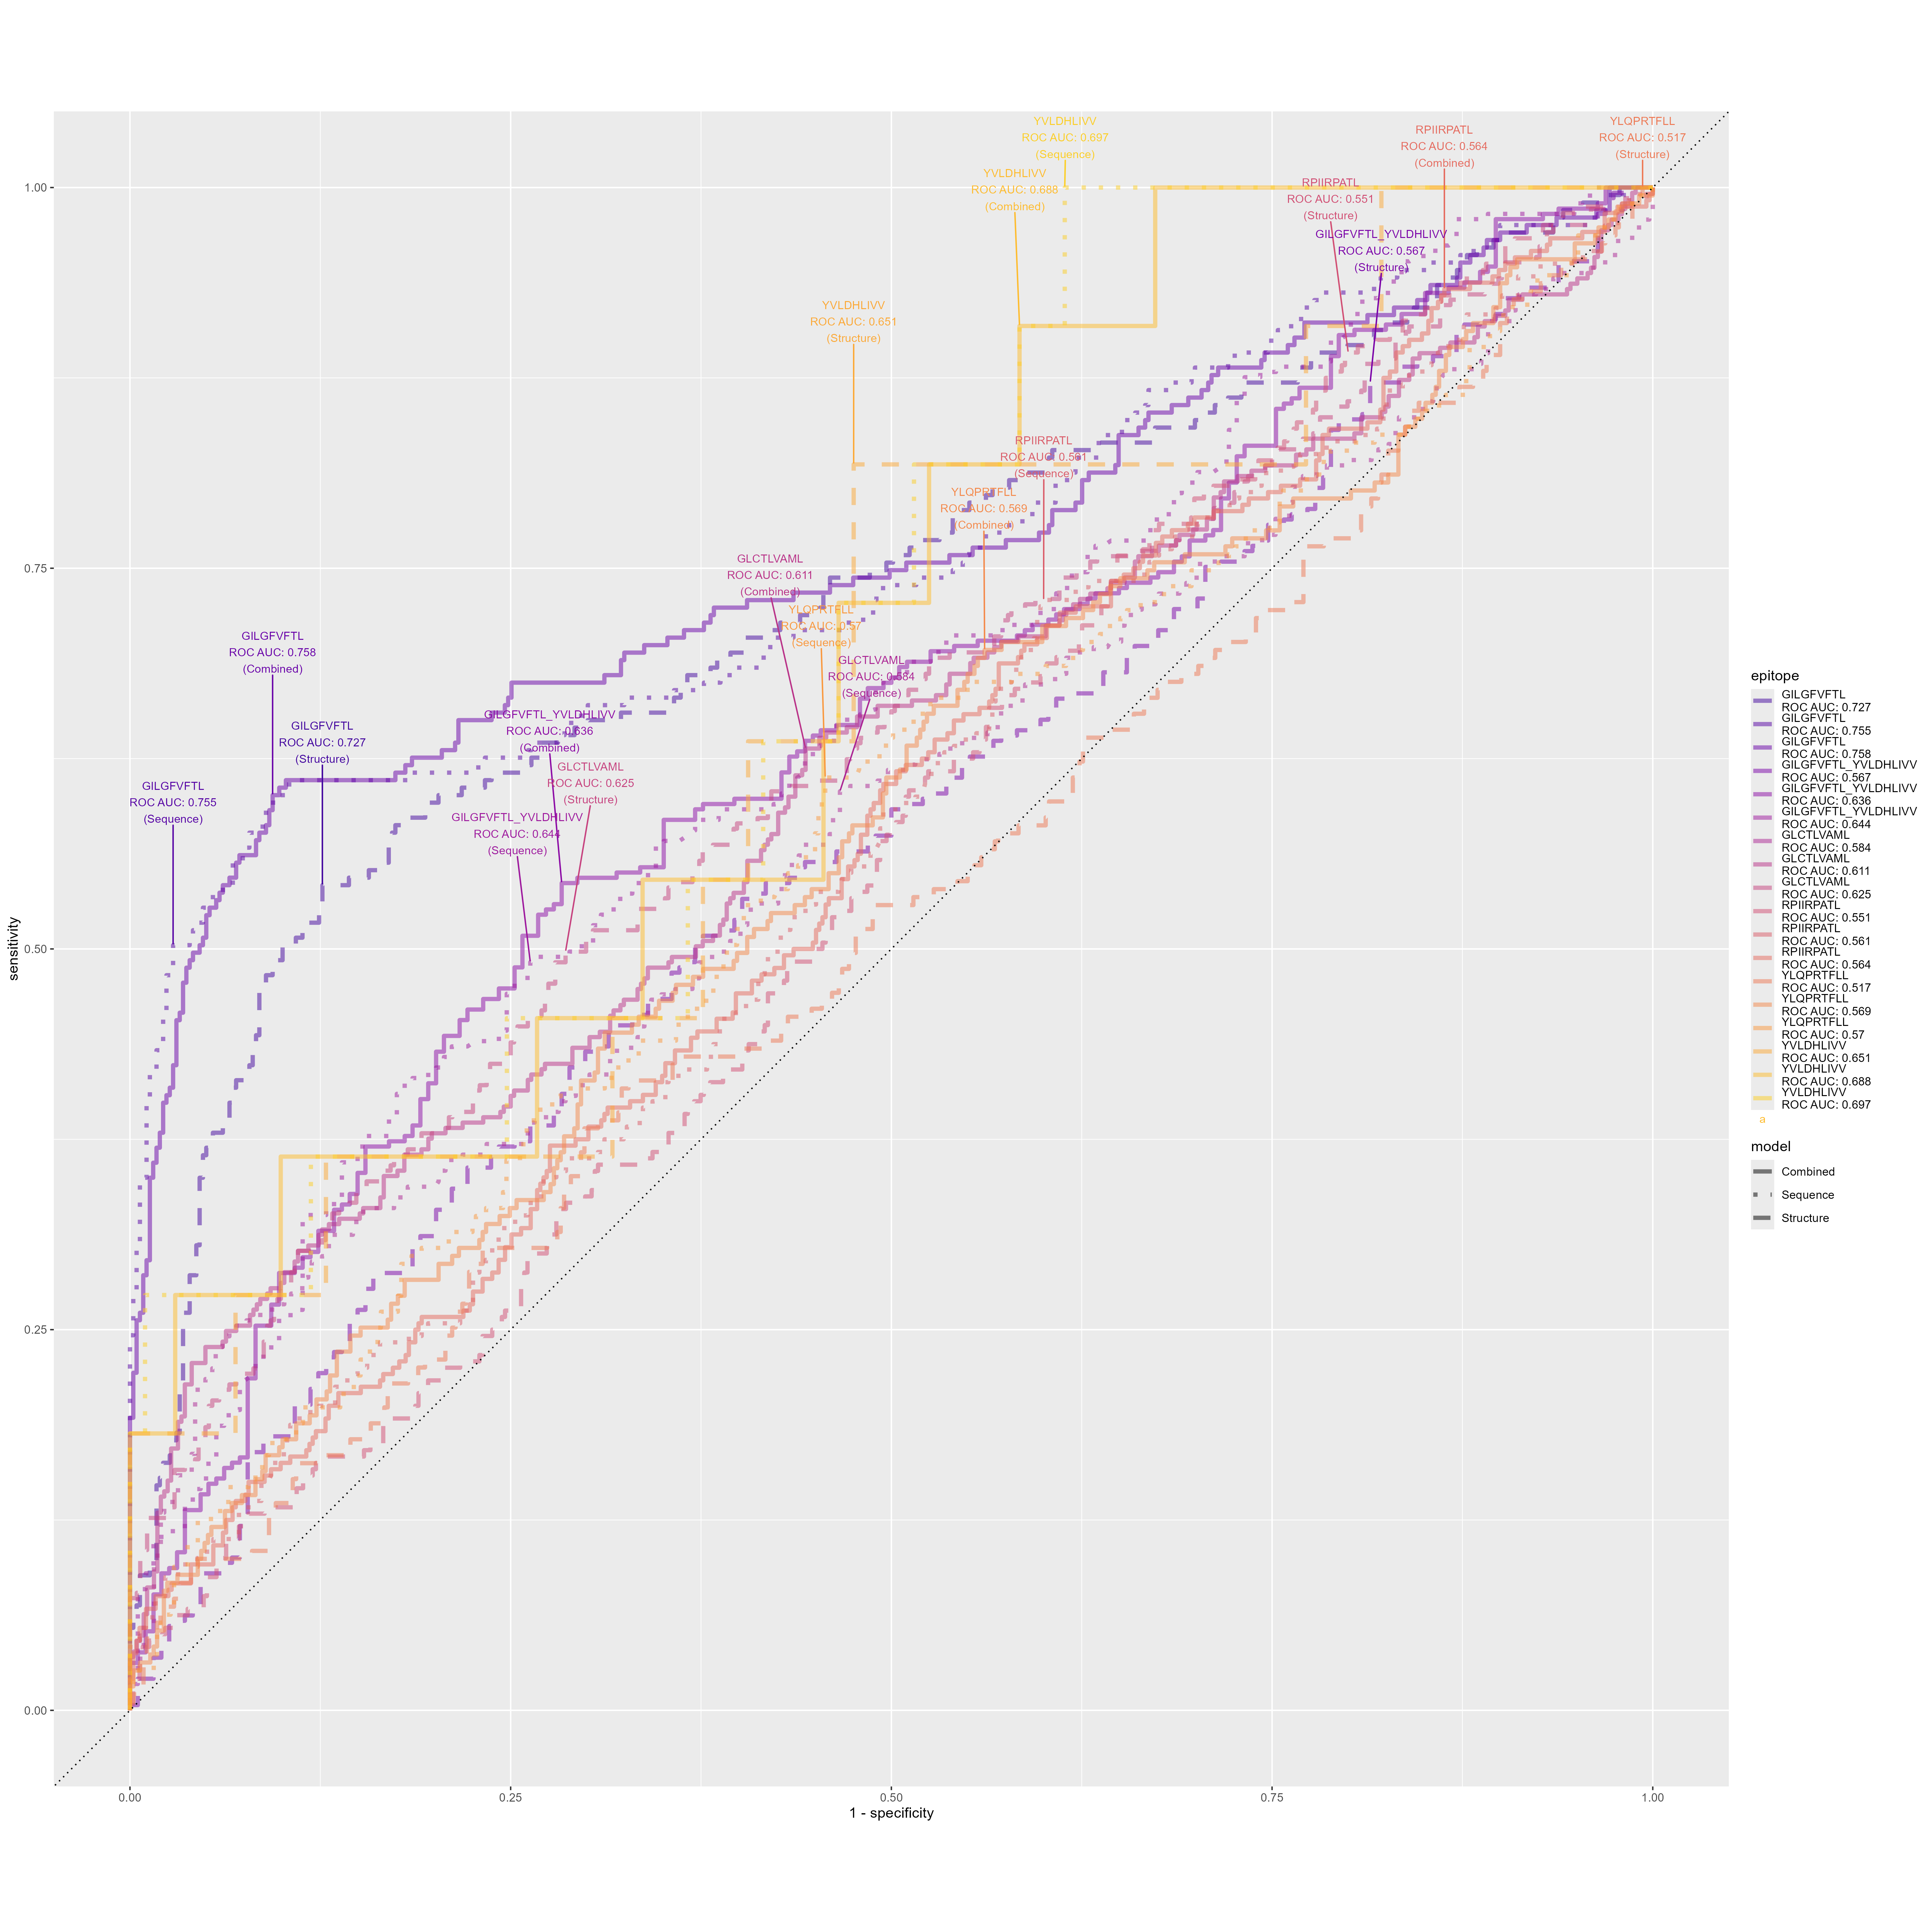 YVLDHLIVV
ROC AUC: 0.697
(Sequence)
YLQPRTFLL
ROC AUC: 0.517
(Structure)
RPIIRPATL
ROC AUC: 0.564
(Combined)
YVLDHLIVV
ROC AUC: 0.688
(Combined)
RPIIRPATL
ROC AUC: 0.551
(Structure)
GILGFVFTL_YVLDHLIVV
ROC AUC: 0.567
(Structure)
YVLDHLIVV
ROC AUC: 0.651
(Structure)
RPIIRPATL
ROC AUC: 0.561
(Sequence)
YLQPRTFLL
ROC AUC: 0.569
(Combined)
GLCTLVAML
ROC AUC: 0.611
(Combined)
YLQPRTFLL
ROC AUC: 0.57
(Sequence)
GILGFVFTL
ROC AUC: 0.758
(Combined)
GLCTLVAML
ROC AUC: 0.584
(Sequence)
GILGFVFTL_YVLDHLIVV
ROC AUC: 0.636
(Combined)
GILGFVFTL
ROC AUC: 0.727
(Structure)
GLCTLVAML
ROC AUC: 0.625
(Structure)
GILGFVFTL
ROC AUC: 0.755
(Sequence)
GILGFVFTL_YVLDHLIVV
ROC AUC: 0.644
(Sequence)
1.00
0.75
0.50
0.25
0.00
sensitivity
0.00
0.25
0.50
0.75
1.00
1 - specificity
epitope
GILGFVFTL
ROC AUC: 0.727
GILGFVFTL
ROC AUC: 0.755
GILGFVFTL
ROC AUC: 0.758
GILGFVFTL_YVLDHLIVV
ROC AUC: 0.567
GILGFVFTL_YVLDHLIVV
ROC AUC: 0.636
GILGFVFTL_YVLDHLIVV
ROC AUC: 0.644
GLCTLVAML
ROC AUC: 0.584
GLCTLVAML
ROC AUC: 0.611
GLCTLVAML
ROC AUC: 0.625
RPIIRPATL
ROC AUC: 0.551
RPIIRPATL
ROC AUC: 0.561
RPIIRPATL
ROC AUC: 0.564
YLQPRTFLL
ROC AUC: 0.517
YLQPRTFLL
ROC AUC: 0.569
YLQPRTFLL
ROC AUC: 0.57
YVLDHLIVV
ROC AUC: 0.651
YVLDHLIVV
ROC AUC: 0.688
YVLDHLIVV
ROC AUC: 0.697
a
model
Combined
Sequence
Structure